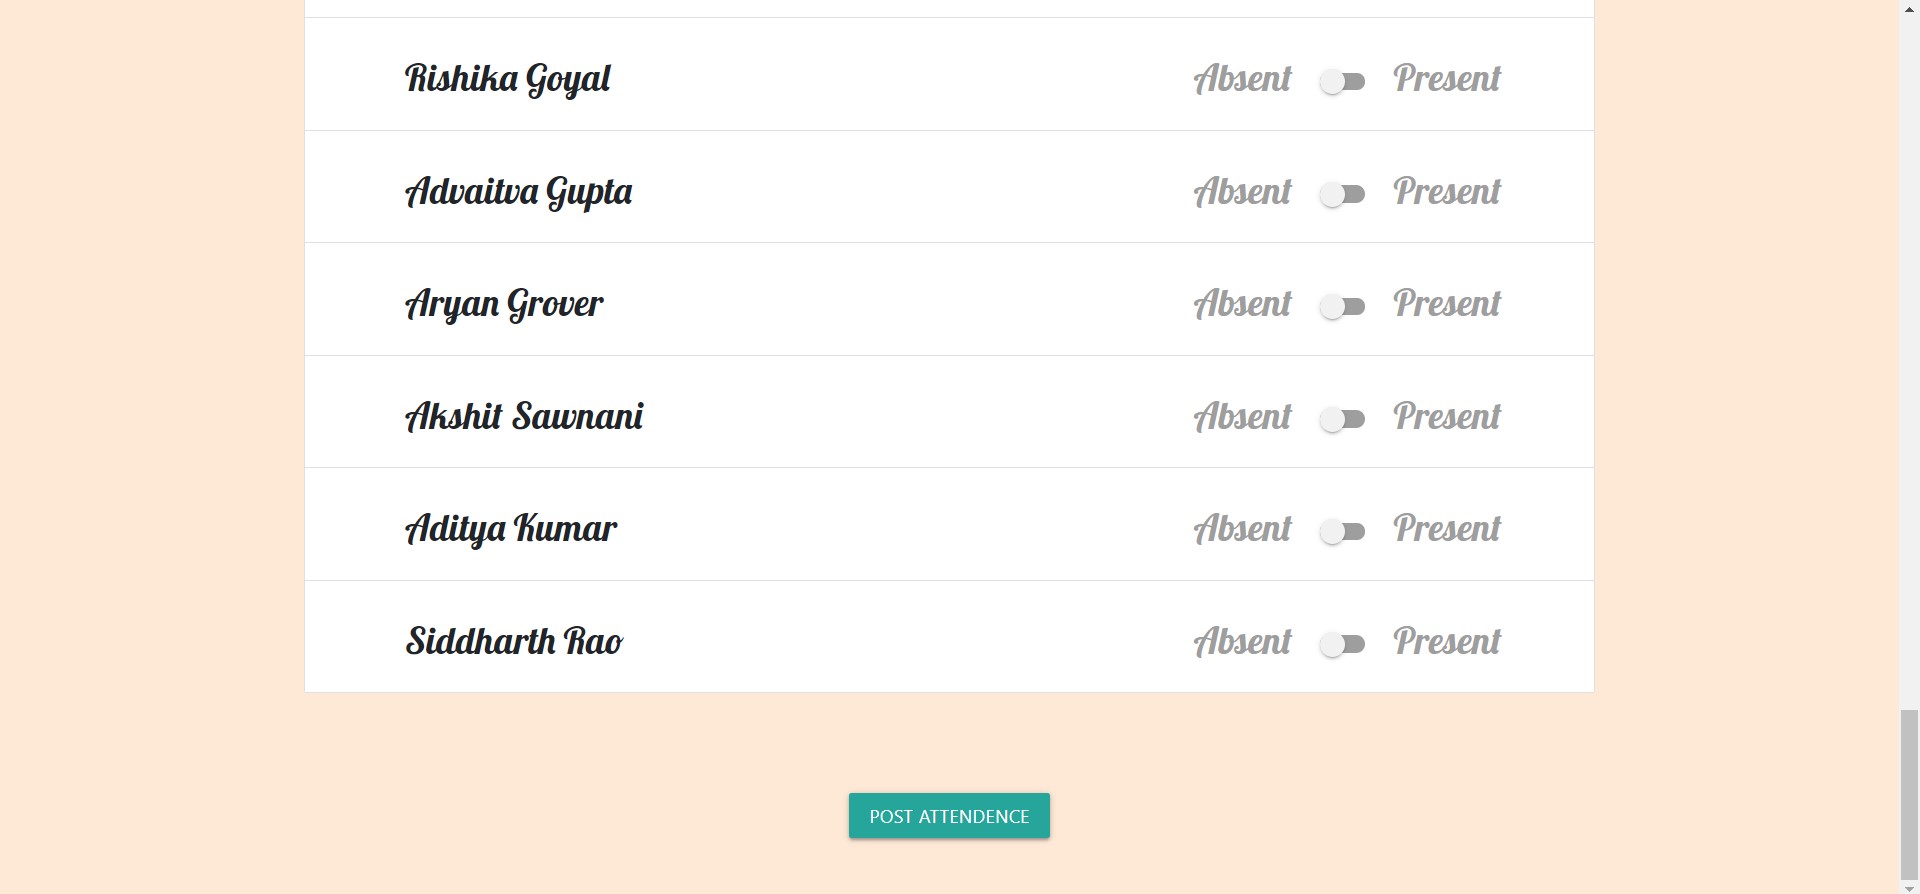 Rishika Goyal Absent Present
Advaitva Gupta Absent Present
Aryan Grover Absent Present
Akshit Sawnani Absent Present
Aditya Kumar Absent Present
Siddharth Rao Absent Present
POST ATTENDENCE